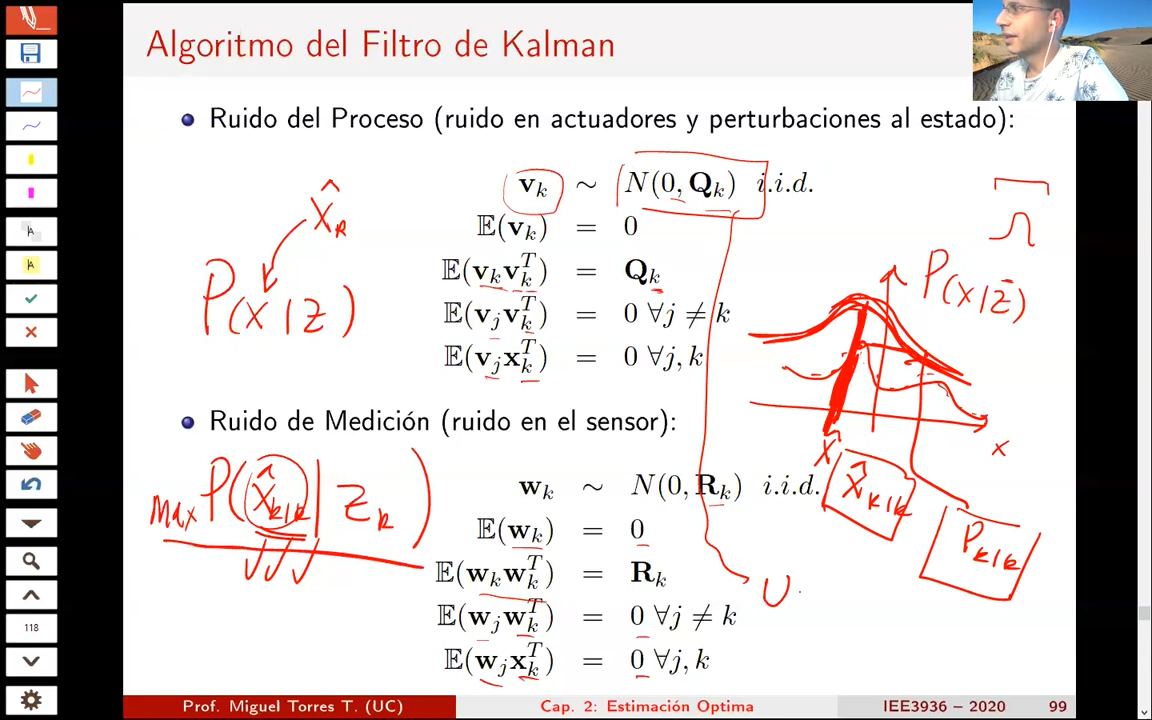 Algoritmo del Filtro de Kalman
Ruido del Proceso (ruido en actuadores y perturbaciones al estado):
v_k ∼ N(0, Q_k) i.i.d.
𝔼(v_k) = 0
𝔼(v_k v_k^T) = Q_k
𝔼(v_j v_k^T) = 0 ∀j ≠ k
𝔼(v_j x_k^T) = 0 ∀j, k
x̂_k
P(x|z)
P(x|z)
x
x̂
x̂_{k|k}
P_{k|k}
Ruido de Medición (ruido en el sensor):
w_k ∼ N(0, R_k) i.i.d.
𝔼(w_k) = 0
𝔼(w_k w_k^T) = R_k
𝔼(w_j w_k^T) = 0 ∀j ≠ k
𝔼(w_j x_k^T) = 0 ∀j, k
max P(x̂_{k|k} | z_k)
U
118
Prof. Miguel Torres T. (UC) Cap. 2: Estimación Optima IEE3936 – 2020 99